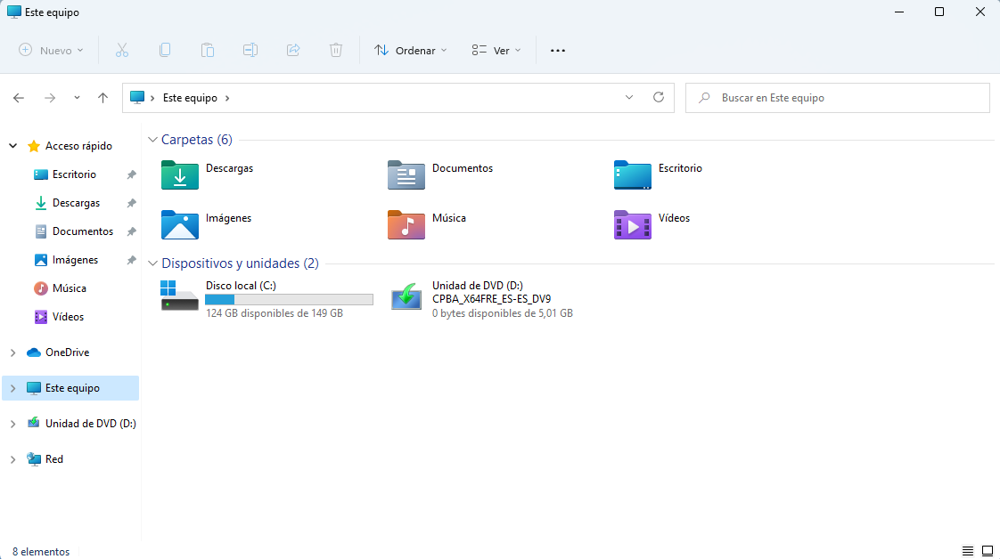 Este equipo
Nuevo
Ordenar
Ver
Este equipo
Buscar en Este equipo
Acceso rápido
Escritorio
Descargas
Documentos
Imágenes
Música
Vídeos
OneDrive
Este equipo
Unidad de DVD (D:)
Red
Carpetas (6)
Descargas
Documentos
Escritorio
Imágenes
Música
Vídeos
Dispositivos y unidades (2)
Disco local (C:)
124 GB disponibles de 149 GB
Unidad de DVD (D:)
CPBA_X64FRE_ES-ES_DV9
0 bytes disponibles de 5,01 GB
8 elementos